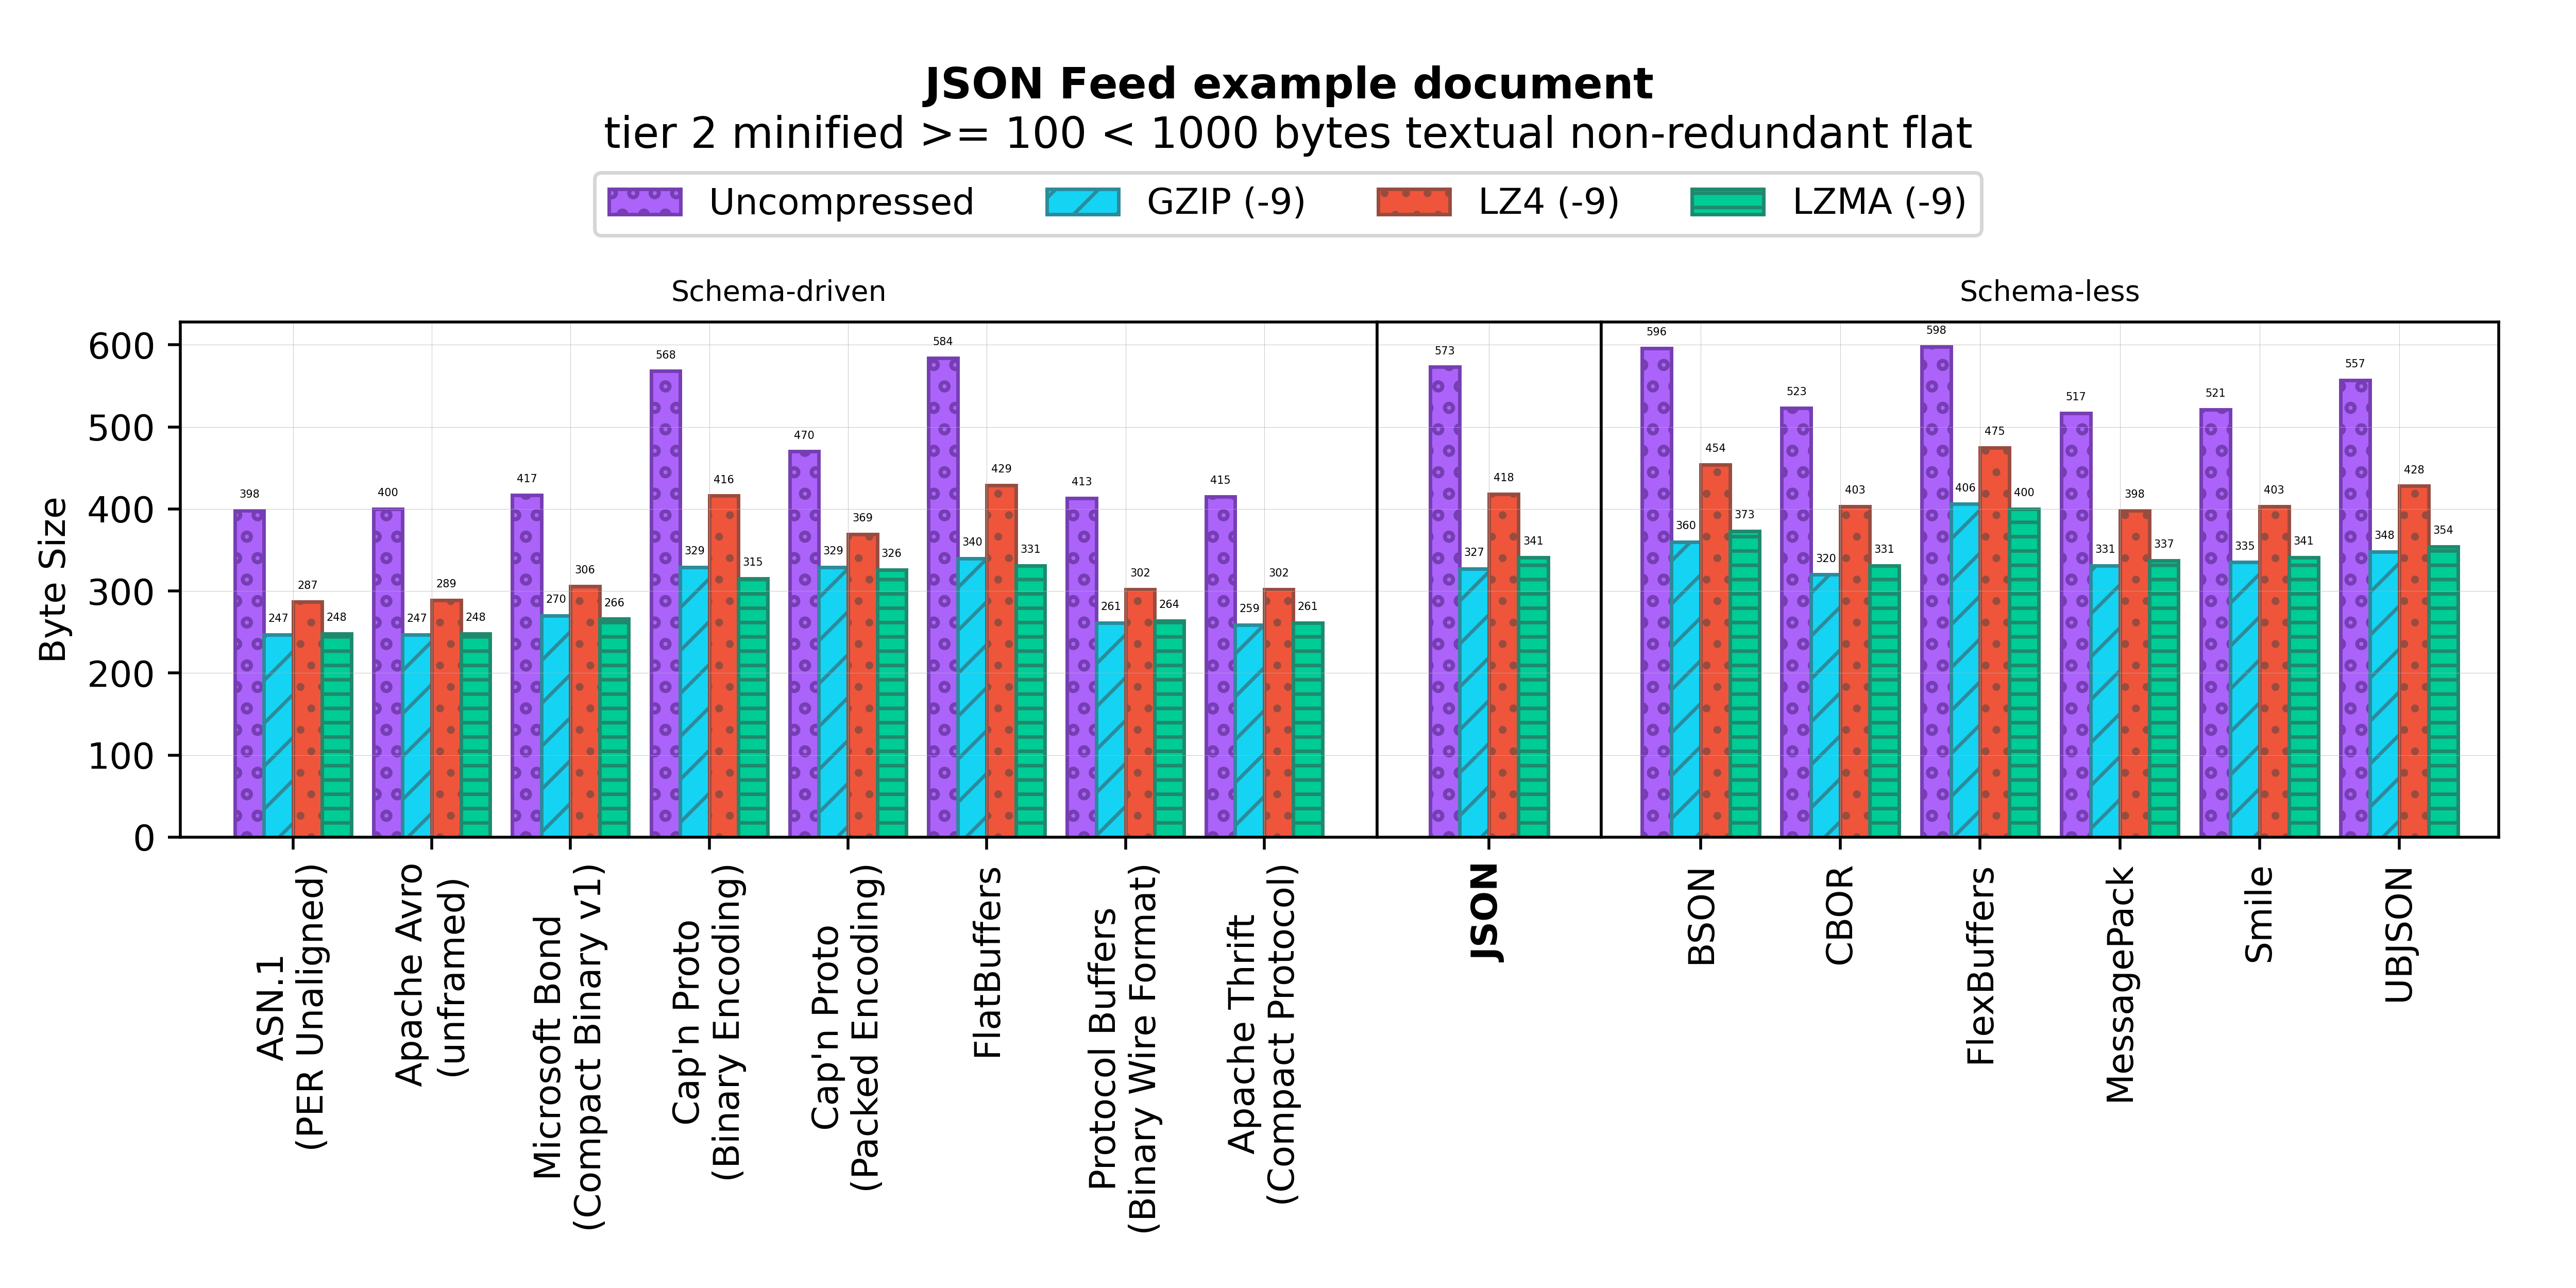 JSON Feed example document
tier 2 minified >= 100 < 1000 bytes textual non-redundant flat
Uncompressed GZIP (-9) LZ4 (-9) LZMA (-9)
Schema-driven Schema-less
Byte Size
600
500
400
300
200
100
0
398 247 287 248
400 247 289 248
417 270 306 266
568 329 416 315
470 329 369 326
584 340 429 331
413 261 302 264
415 259 302 261
573 327 418 341
596 360 454 373
523 320 403 331
598 406 475 400
517 331 398 337
521 335 403 341
557 348 428 354
ASN.1
(PER Unaligned)
Apache Avro
(unframed)
Microsoft Bond
(Compact Binary v1)
Cap'n Proto
(Binary Encoding)
Cap'n Proto
(Packed Encoding)
FlatBuffers
Protocol Buffers
(Binary Wire Format)
Apache Thrift
(Compact Protocol)
JSON
BSON
CBOR
FlexBuffers
MessagePack
Smile
UBJSON